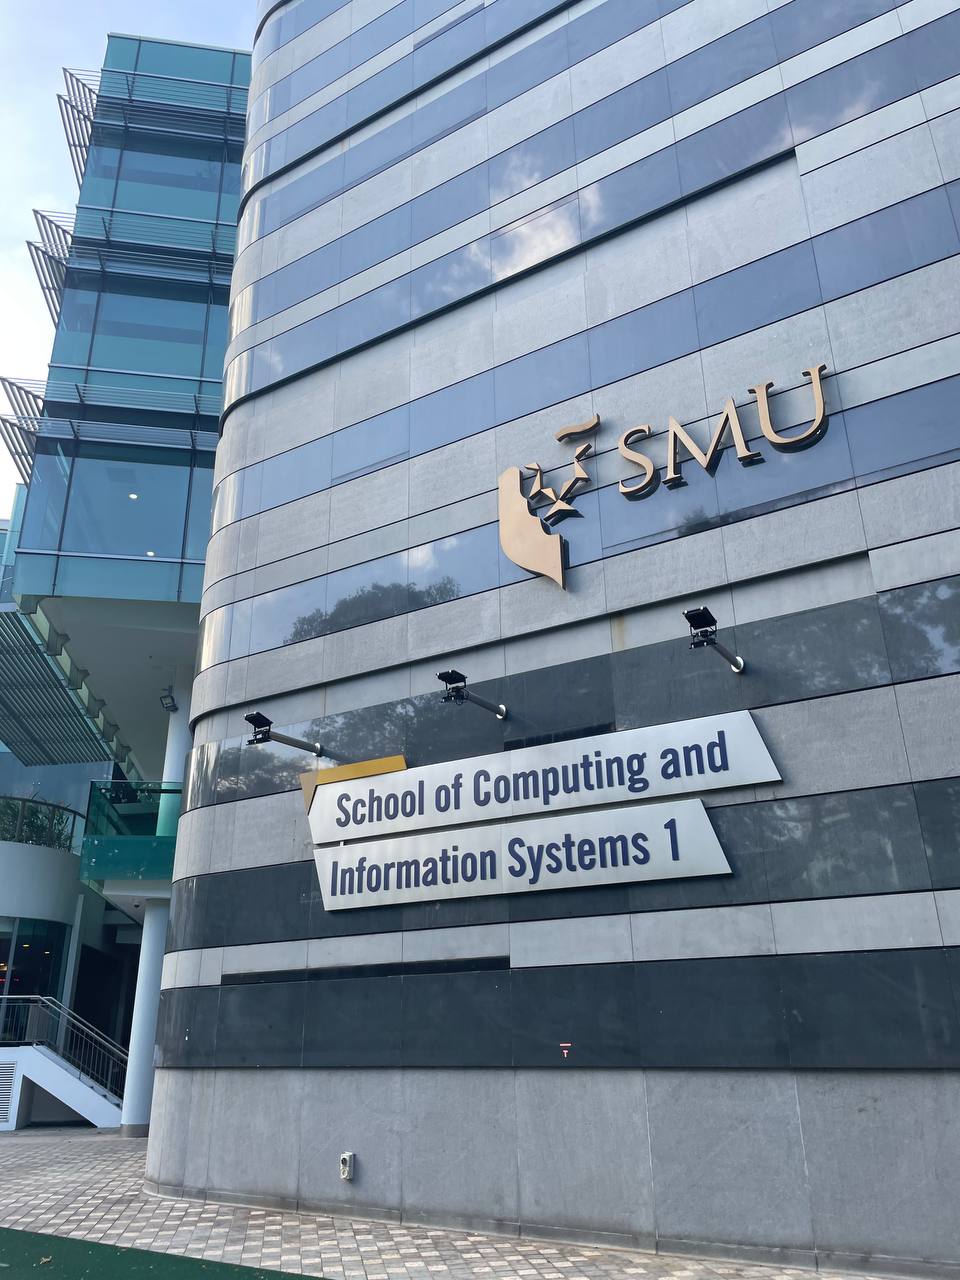 SMU
School of Computing and
Information Systems 1